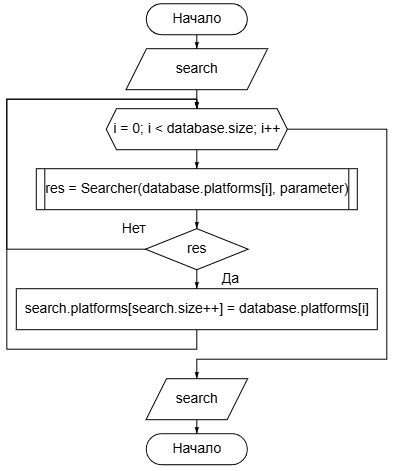 Начало
search
i = 0; i < database.size; i++
res = Searcher(database.platforms[i], parameter)
Нет
res
Да
search.platforms[search.size++] = database.platforms[i]
search
Начало